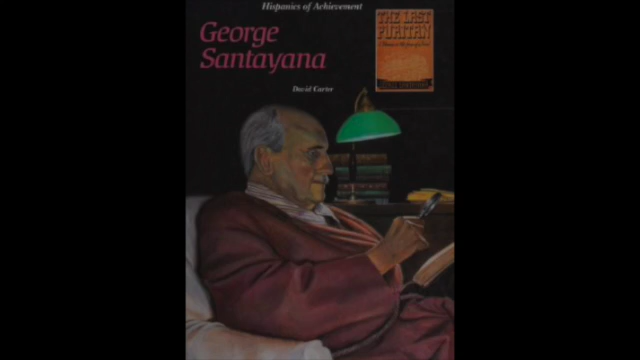 Hispanics of Achievement
George
Santayana
David Carter
THE LAST
PURITAN